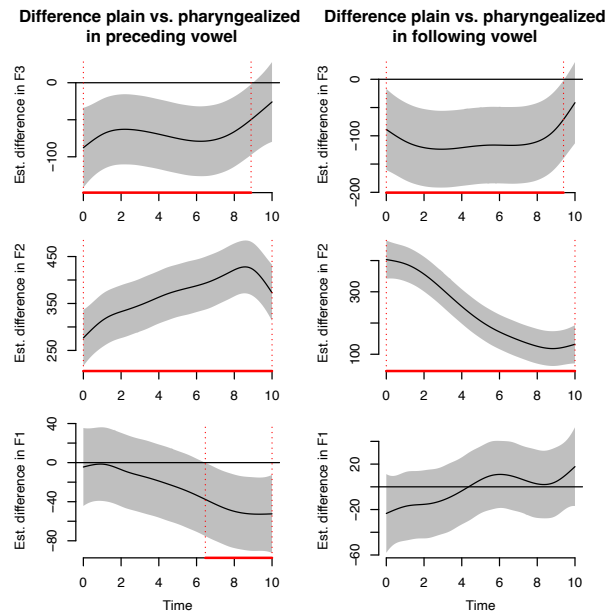 Difference plain vs. pharyngealized
in preceding vowel
Difference plain vs. pharyngealized
in following vowel
Est. difference in F3
0
-100
0 2 4 6 8 10
Est. difference in F3
0
-100
-200
0 2 4 6 8 10
Est. difference in F2
450
350
250
0 2 4 6 8 10
Est. difference in F2
400
100
0 2 4 6 8 10
Est. difference in F1
40
0
-40
-80
0 2 4 6 8 10
Time
Est. difference in F1
20
-20
-60
0 2 4 6 8 10
Time